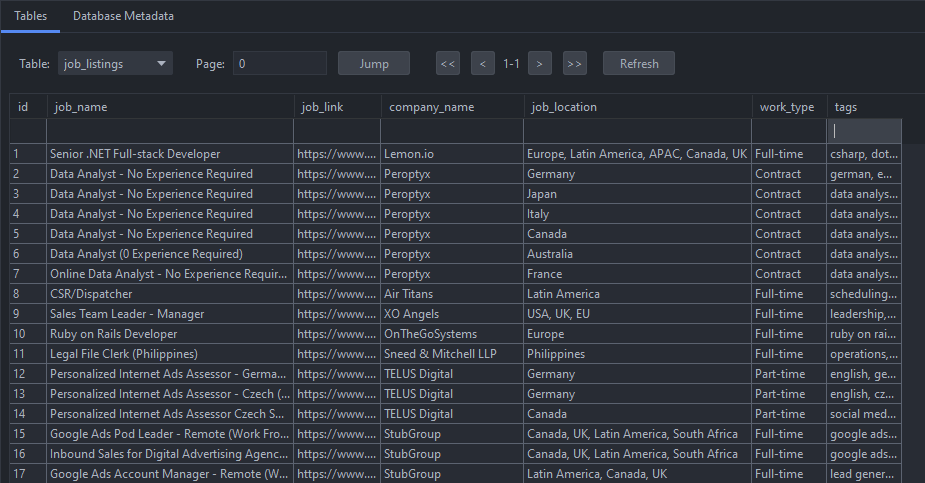 Tables Database Metadata
Table: job_listings Page: 0 Jump << < 1-1 > >> Refresh
id job_name job_link company_name job_location work_type tags
1 Senior .NET Full-stack Developer https://www.... Lemon.io Europe, Latin America, APAC, Canada, UK Full-time csharp, dot...
2 Data Analyst - No Experience Required https://www.... Peroptyx Germany Contract german, e...
3 Data Analyst - No Experience Required https://www.... Peroptyx Japan Contract data analys...
4 Data Analyst - No Experience Required https://www.... Peroptyx Italy Contract data analys...
5 Data Analyst - No Experience Required https://www.... Peroptyx Canada Contract data analys...
6 Data Analyst (0 Experience Required) https://www.... Peroptyx Australia Contract data analys...
7 Online Data Analyst - No Experience Requir... https://www.... Peroptyx France Contract data analys...
8 CSR/Dispatcher https://www.... Air Titans Latin America Full-time scheduling...
9 Sales Team Leader - Manager https://www.... XO Angels USA, UK, EU Full-time leadership,...
10 Ruby on Rails Developer https://www.... OnTheGoSystems Europe Full-time ruby on rai...
11 Legal File Clerk (Philippines) https://www.... Sneed & Mitchell LLP Philippines Full-time operations,...
12 Personalized Internet Ads Assessor - Germa... https://www.... TELUS Digital Germany Part-time english, ge...
13 Personalized Internet Ads Assessor - Czech (... https://www.... TELUS Digital Germany Part-time english, cz...
14 Personalized Internet Ads Assessor Czech S... https://www.... TELUS Digital Canada Part-time social med...
15 Google Ads Pod Leader - Remote (Work Fro... https://www.... StubGroup Canada, UK, Latin America, South Africa Full-time google ads...
16 Inbound Sales for Digital Advertising Agenc... https://www.... StubGroup Canada, UK, Latin America, South Africa Full-time google ads...
17 Google Ads Account Manager - Remote (W... https://www.... StubGroup Latin America, Canada, UK Full-time lead gener...